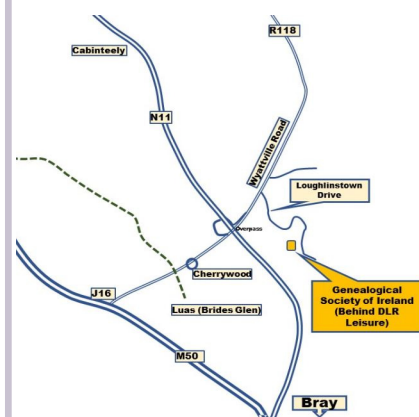 R118
Cabinteely
N11
Wyattville Road
Loughlinstown
Drive
Overpass
Cherrywood
Genealogical
Society of Ireland
(Behind DLR
Leisure)
J16
Luas (Brides Glen)
M50
Bray